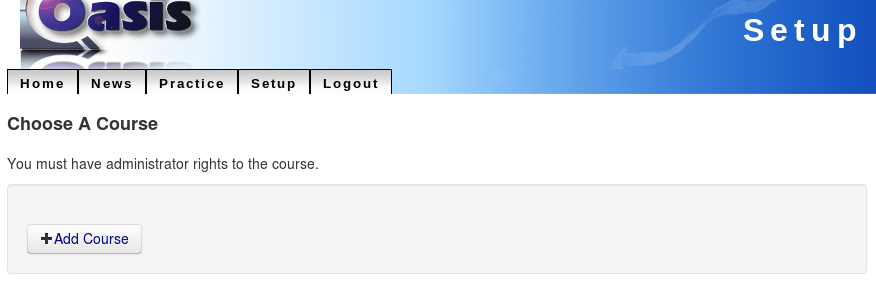 Oasis
Setup
Home News Practice Setup Logout
Choose A Course
You must have administrator rights to the course.
Add Course